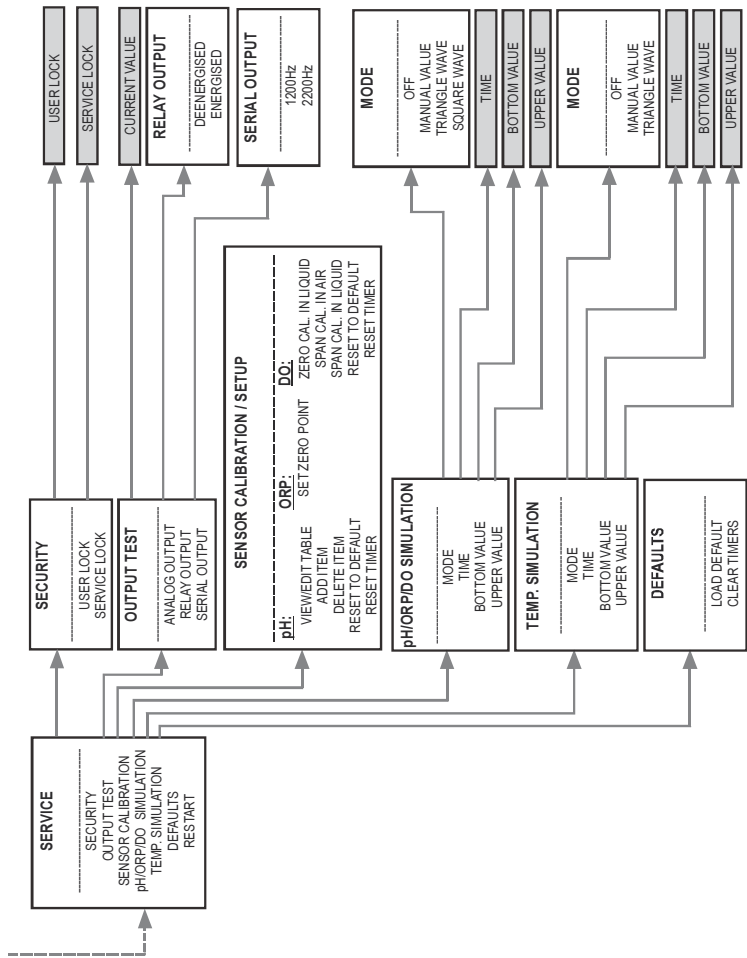 SERVICE
SECURITY
OUTPUT TEST
SENSOR CALIBRATION
pH/ORP/DO SIMULATION
TEMP. SIMULATION
DEFAULTS
RESTART
SECURITY
USER LOCK
SERVICE LOCK
OUTPUT TEST
ANALOG OUTPUT
RELAY OUTPUT
SERIAL OUTPUT
SENSOR CALIBRATION / SETUP
pH:
VIEW/EDIT TABLE
ADD ITEM
DELETE ITEM
RESET TO DEFAULT
RESET TIMER
ORP:
SET ZERO POINT
DO:
ZERO CAL. IN LIQUID
SPAN CAL. IN AIR
SPAN CAL. IN LIQUID
RESET TO DEFAULT
RESET TIMER
pH/ORP/DO SIMULATION
MODE
TIME
BOTTOM VALUE
UPPER VALUE
TEMP. SIMULATION
MODE
TIME
BOTTOM VALUE
UPPER VALUE
DEFAULTS
LOAD DEFAULT
CLEAR TIMERS
USER LOCK
SERVICE LOCK
CURRENT VALUE
RELAY OUTPUT
DEENERGISED
ENERGISED
SERIAL OUTPUT
1200Hz
2200Hz
MODE
OFF
MANUAL VALUE
TRIANGLE WAVE
SQUARE WAVE
TIME
BOTTOM VALUE
UPPER VALUE
MODE
OFF
MANUAL VALUE
TRIANGLE WAVE
TIME
BOTTOM VALUE
UPPER VALUE